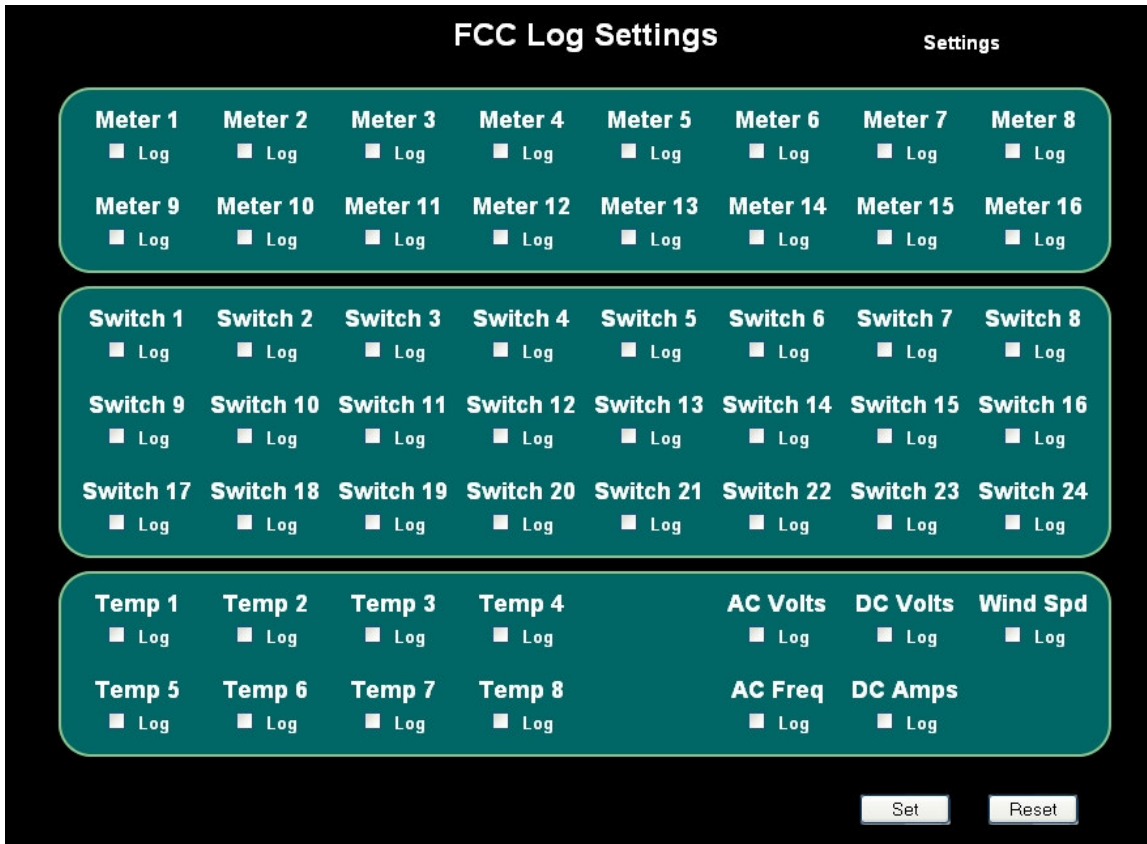 FCC Log Settings
Settings
Meter 1 Meter 2 Meter 3 Meter 4 Meter 5 Meter 6 Meter 7 Meter 8
Log Log Log Log Log Log Log Log
Meter 9 Meter 10 Meter 11 Meter 12 Meter 13 Meter 14 Meter 15 Meter 16
Log Log Log Log Log Log Log Log
Switch 1 Switch 2 Switch 3 Switch 4 Switch 5 Switch 6 Switch 7 Switch 8
Log Log Log Log Log Log Log Log
Switch 9 Switch 10 Switch 11 Switch 12 Switch 13 Switch 14 Switch 15 Switch 16
Log Log Log Log Log Log Log Log
Switch 17 Switch 18 Switch 19 Switch 20 Switch 21 Switch 22 Switch 23 Switch 24
Log Log Log Log Log Log Log Log
Temp 1 Temp 2 Temp 3 Temp 4 AC Volts DC Volts Wind Spd
Log Log Log Log Log Log Log
Temp 5 Temp 6 Temp 7 Temp 8 AC Freq DC Amps
Log Log Log Log Log Log
Set Reset